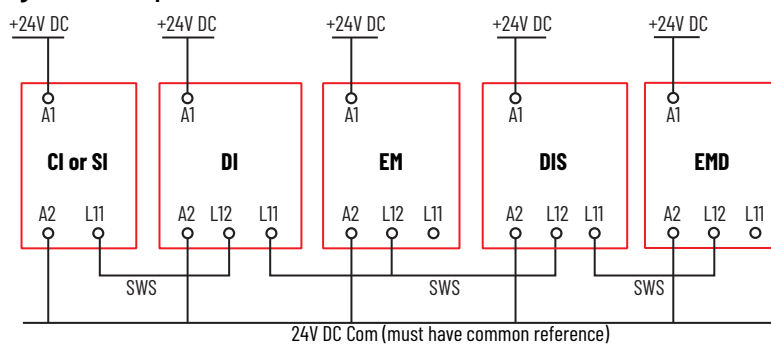 +24V DC +24V DC +24V DC +24V DC +24V DC
A1 A1 A1 A1 A1
CI or SI DI EM DIS EMD
A2 L11 A2 L12 L11 A2 L12 L11 A2 L12 L11 A2 L12 L11
SWS SWS SWS
24V DC Com (must have common reference)